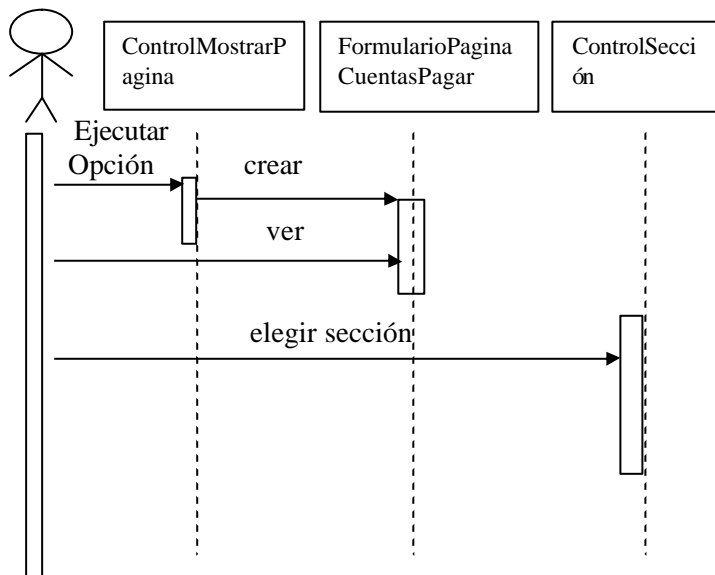 ControlMostrarP
agina
FormularioPagina
CuentasPagar
ControlSecci
ón
Ejecutar
Opción
crear
ver
elegir sección